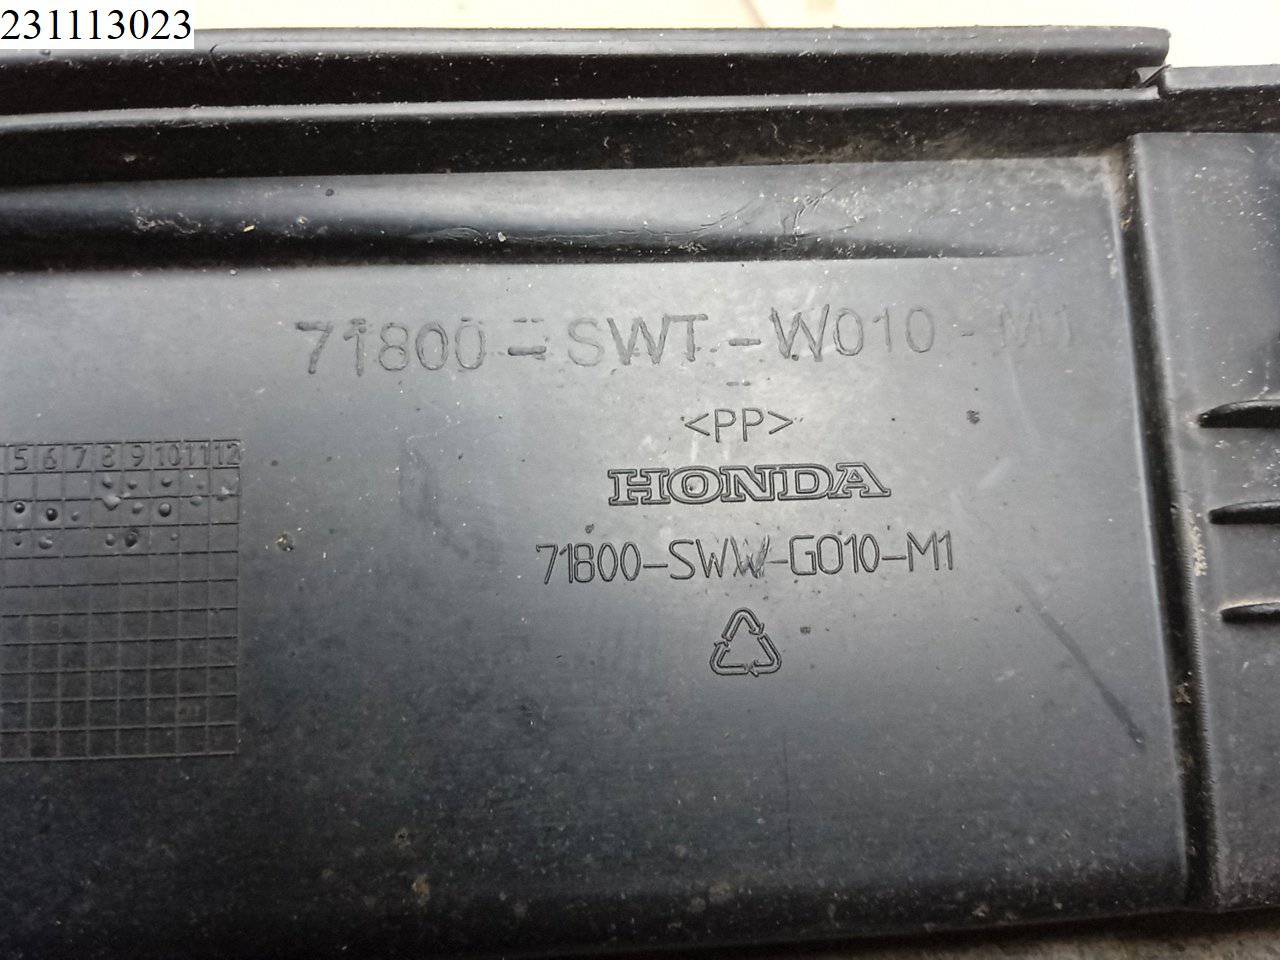 231113023
71800-SWT-W010-M1
<PP>
HONDA
71800-SWW-G010-M1
5 6 7 8 9 10 11 12